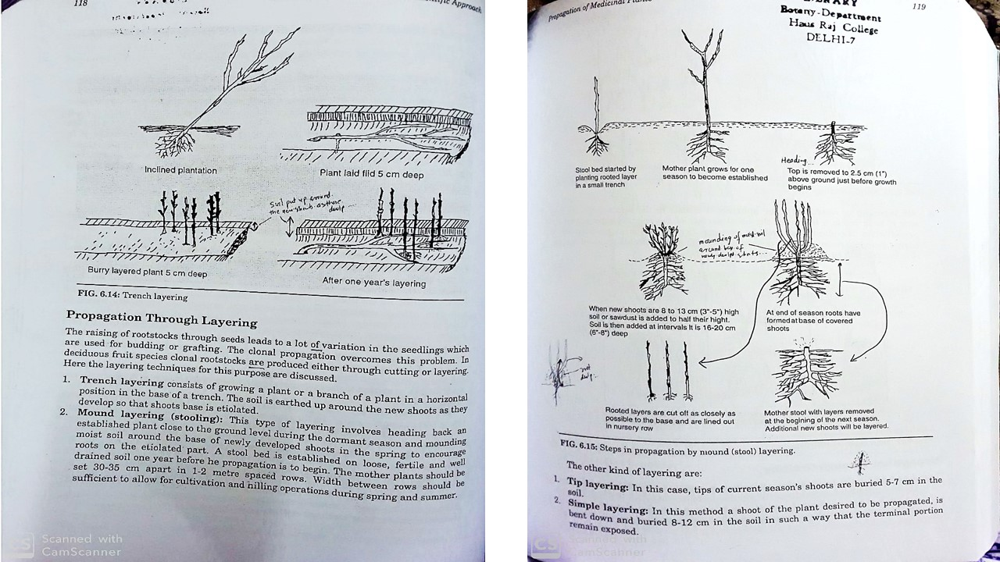 118
Approach
Inclined plantation
Plant laid flld 5 cm deep
Soil put up around
the new shoots as these
Burry layered plant 5 cm deep
After one year's layering
FIG. 6.14: Trench layering
Propagation Through Layering
The raising of rootstocks through seeds leads to a lot of variation in the seedlings which
are used for budding or grafting. The clonal propagation overcomes this problem. In
deciduous fruit species clonal rootstocks are produced either through cutting or layering.
Here the layering techniques for this purpose are discussed.
1. Trench layering consists of growing a plant or a branch of a plant in a horizontal
position in the base of a trench. The soil is earthed up around the new shoots as they
develop so that shoots base is etiolated.
2. Mound layering (stooling): This type of layering involves heading back an
established plant close to the ground level during the dormant season and mounding
moist soil around the base of newly developed shoots in the spring to encourage
roots on the etiolated part. A stool bed is established on loose, fertile and well
drained soil one year before he propagation is to begin. The mother plants should be
set 30-35 cm apart in 1-2 metre spaced rows. Width between rows should be
sufficient to allow for cultivation and nilling operations during spring and summer.
CS Scanned with
CamScanner
Propagation of Medicinal Plants
119
Botany-Department
Hans Raj College
DELHI-7
Heading
Stool bed started by
planting rooted layer
in a small trench
Mother plant grows for one
season to become established
Top is removed to 2.5 cm (1")
above ground just before growth
begins
mounding of moist soil
around
newly shoots
When new shoots are 8 to 13 cm (3"-5") high
soil or sawdust is added to half their hight.
Soil is then added at intervals It is 16-20 cm
(6"-8") deep
At end of season roots have
formed at base of covered
shoots
Rooted layers are cut off as closely as
possible to the base and are lined out
in nursery row
Mother stool with layers removed
at the begining of the next season.
Additional new shoots will be layered.
FIG. 6.15: Steps in propagation by mound (stool) layering.
The other kind of layering are:
1. Tip layering: In this case, tips of current season's shoots are buried 5-7 cm in the
soil.
2. Simple layering: In this method a shoot of the plant desired to be propagated, is
bent down and buried 8-12 cm in the soil in such a way that the terminal portion
remain exposed.
CS Scanned with
CamScanner